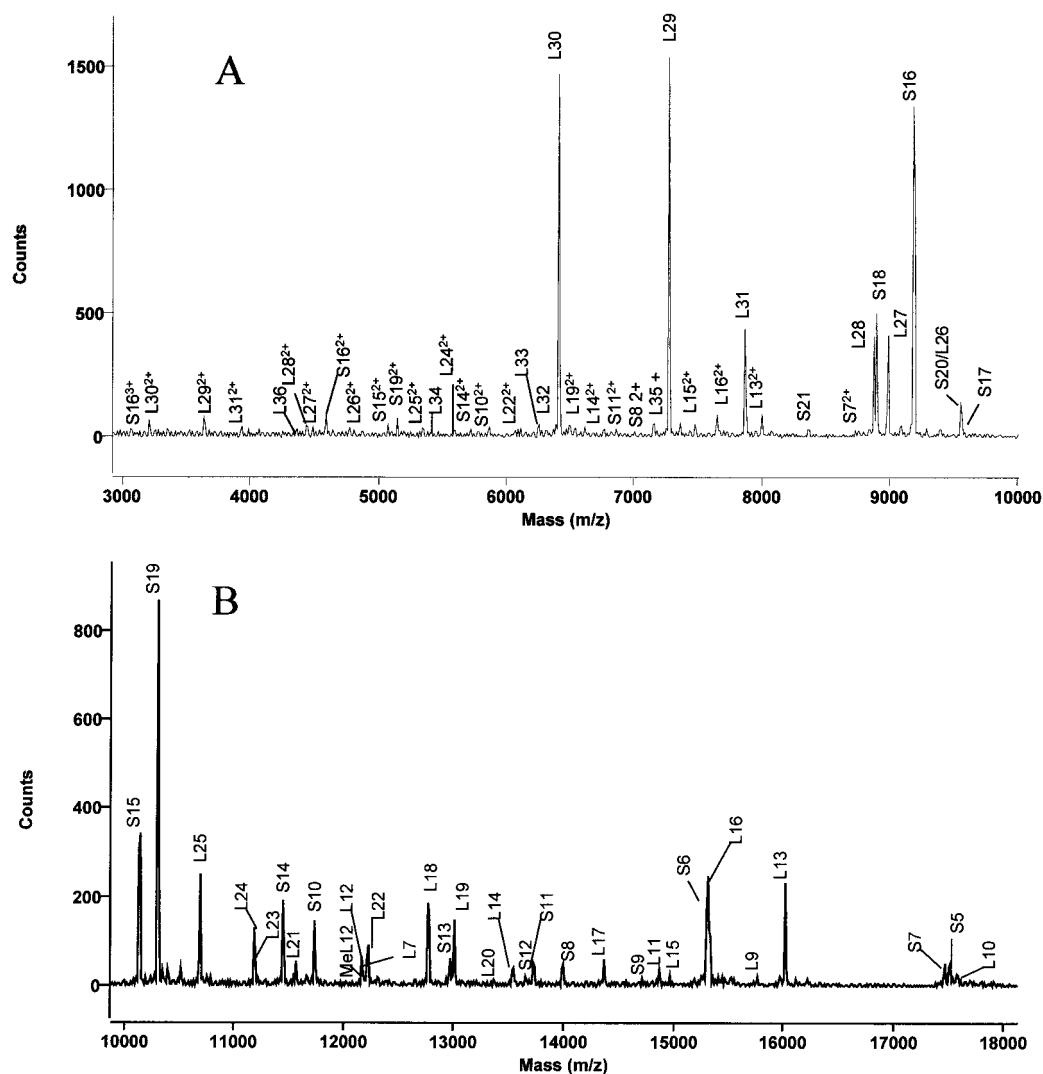 A
Counts
1500
1000
500
0
S16³⁺
L30²⁺
L29²⁺
L31²⁺
L36
L28²⁺
L27²⁺
S16²⁺
L26²⁺
S15²⁺
S19²⁺
L25²⁺
L34
L24²⁺
S14²⁺
S10²⁺
L22²⁺
L33
L32
L30
L19²⁺
L14²⁺
S11²⁺
S8 2+
L35 +
L29
L15²⁺
L16²⁺
L31
L13²⁺
S21
S7²⁺
L28
S18
L27
S16
S20/L26
S17
3000 4000 5000 6000 7000 8000 9000 10000
Mass (m/z)
B
Counts
800
600
400
200
0
S15
S19
L25
L24
L23
S14
L21
S10
MeL12
L12
L22
L7
L18
S13
L19
L20
L14
S12
S11
S8
L17
S9
L11
L15
S6
L16
L9
L13
S7
S5
L10
10000 11000 12000 13000 14000 15000 16000 17000 18000
Mass (m/z)